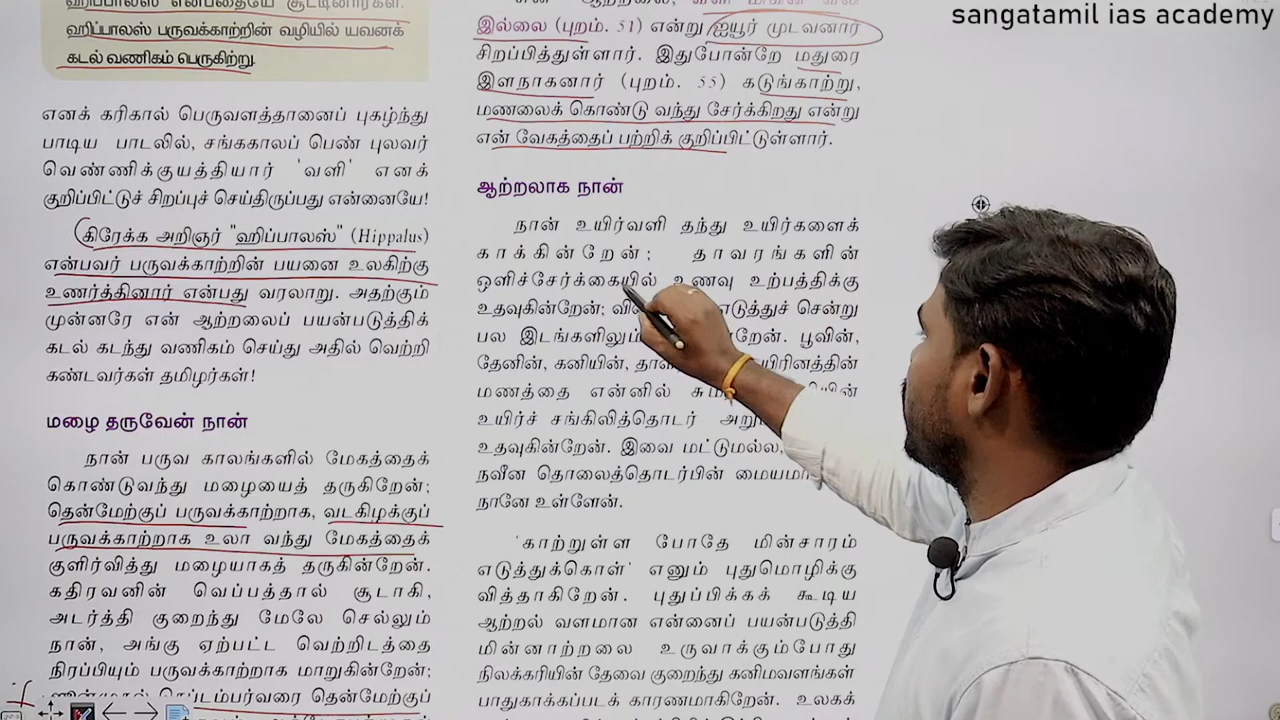 sangatamil ias academy
ஹிப்பாலஸ் என்பதையே சூட்டினார்கள்.
ஹிப்பாலஸ் பருவக்காற்றின் வழியில் யவனக்
கடல் வணிகம் பெருகிற்று.
எனக் கரிகால் பெருவளத்தானைப் புகழ்ந்து
பாடிய பாடலில், சங்ககாலப் பெண் புலவர்
வெண்ணிக்குயத்தியார் 'வளி' எனக்
குறிப்பிட்டுச் சிறப்புச் செய்திருப்பது என்னையே!
கிரேக்க அறிஞர் "ஹிப்பாலஸ்" (Hippalus)
என்பவர் பருவக்காற்றின் பயனை உலகிற்கு
உணர்த்தினார் என்பது வரலாறு. அதற்கும்
முன்னரே என் ஆற்றலைப் பயன்படுத்திக்
கடல் கடந்து வணிகம் செய்து அதில் வெற்றி
கண்டவர்கள் தமிழர்கள்!
மழை தருவேன் நான்
நான் பருவ காலங்களில் மேகத்தைக்
கொண்டுவந்து மழையைத் தருகிறேன்;
தென்மேற்குப் பருவக்காற்றாக, வடகிழக்குப்
பருவக்காற்றாக உலா வந்து மேகத்தைக்
குளிர்வித்து மழையாகத் தருகின்றேன்.
கதிரவனின் வெப்பத்தால் சூடாகி,
அடர்த்தி குறைந்து மேலே செல்லும்
நான், அங்கு ஏற்பட்ட வெற்றிடத்தை
நிரப்பியும் பருவக்காற்றாக மாறுகின்றேன்;
தென்மேற்குப்
இல்லை (புறம். 51) என்று ஐயூர் முடவனார்
சிறப்பித்துள்ளார். இதுபோன்றே மதுரை
இளநாகனார் (புறம். 55) கடுங்காற்று,
மணலைக் கொண்டு வந்து சேர்க்கிறது என்று
என் வேகத்தைப் பற்றிக் குறிப்பிட்டுள்ளார்.
ஆற்றலாக நான்
நான் உயிர்வளி தந்து உயிர்களைக்
காக்கின்றேன்; தாவரங்களின்
ஒளிச்சேர்க்கையில் உணவு உற்பத்திக்கு
உதவுகின்றேன்; எடுத்துச் சென்று
பல இடங்களிலும்
தேனின், கனியின்,
மணத்தை என்னில்
உயிர்ச் சங்கிலித்தொடர்
உதவுகின்றேன். இவை மட்டுமல்ல,
நவீன தொலைத்தொடர்பின்
நானே உள்ளேன்.
'காற்றுள்ள போதே மின்சாரம்
எடுத்துக்கொள்' எனும் புதுமொழிக்கு
வித்தாகிறேன். புதுப்பிக்கக் கூடிய
ஆற்றல் வளமான என்னைப் பயன்படுத்தி
மின்னாற்றலை உருவாக்கும்போது
நிலக்கரியின் தேவை குறைந்து கனிமவளங்கள்
பாதுகாக்கப்படக் காரணமாகிறேன். உலகக்